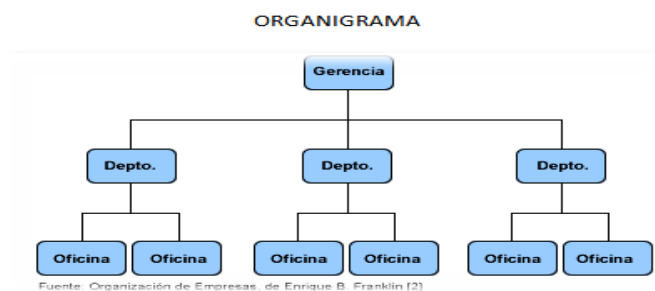 ORGANIGRAMA
Gerencia
Depto. Depto. Depto.
Oficina Oficina Oficina Oficina Oficina Oficina
Fuente: Organización de Empresas, de Enrique B. Franklin [2]